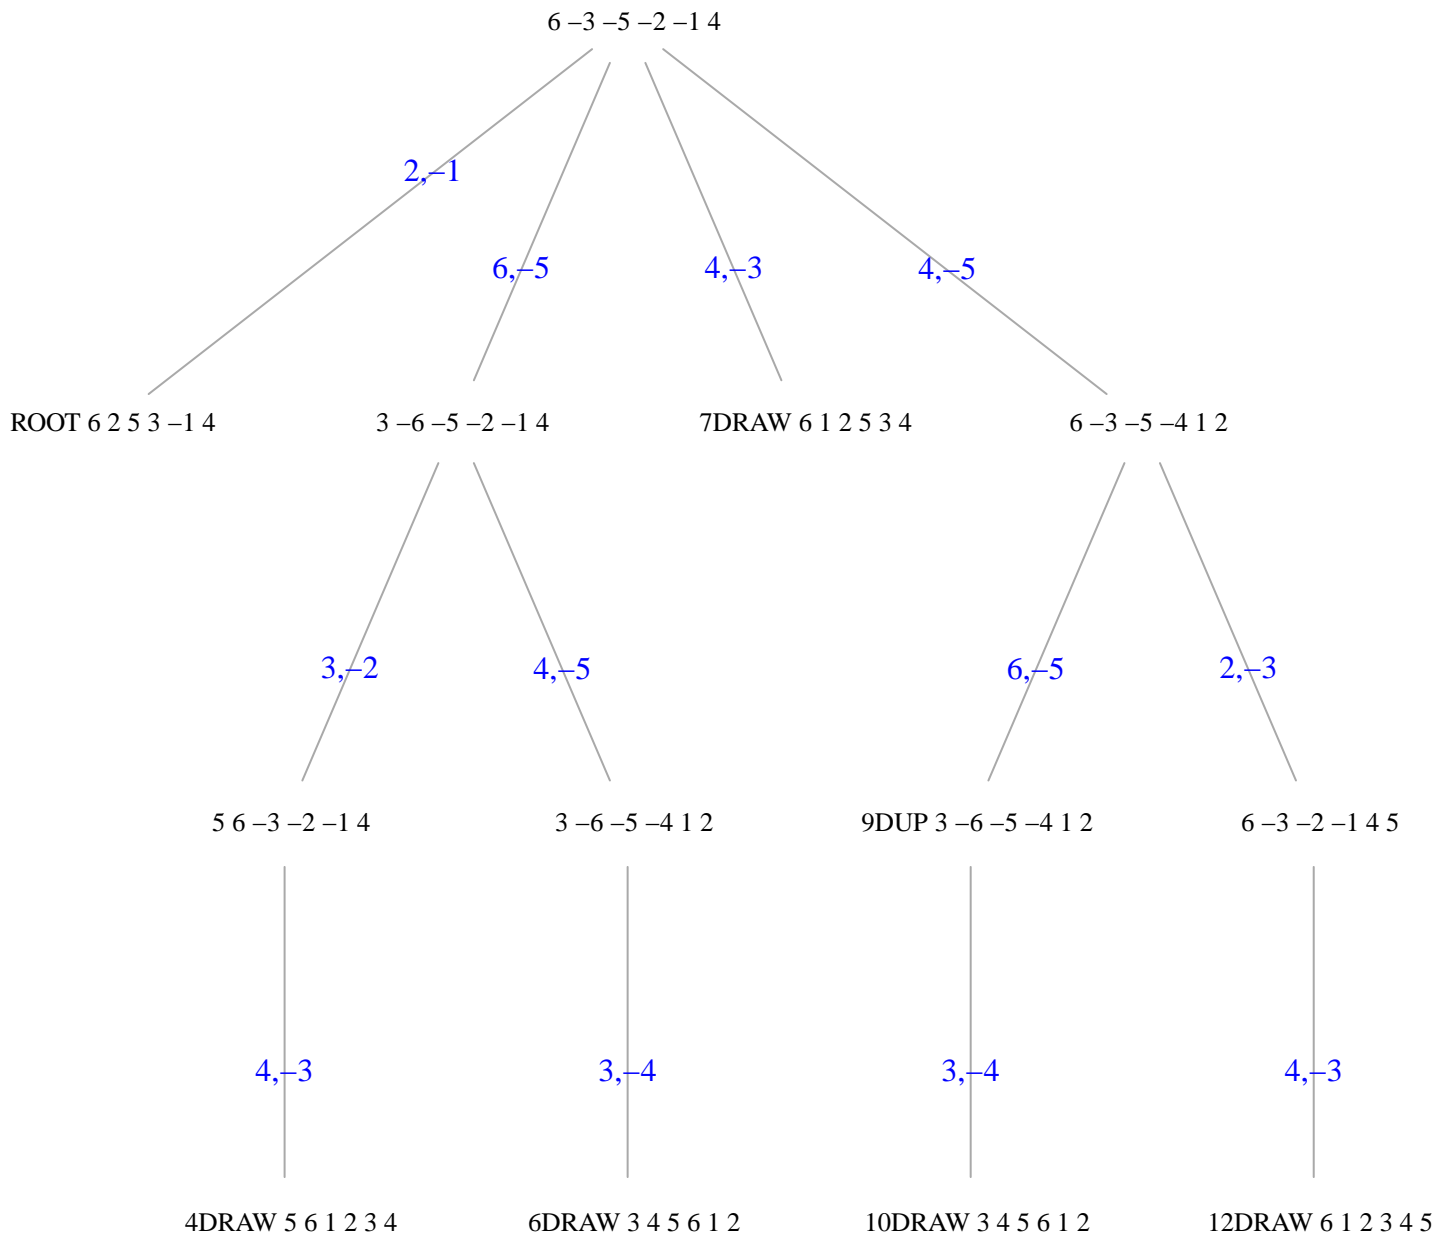 6 –3 –5 –2 –1 4
2,–1
6,–5
4,–3
4,–5
ROOT 6 2 5 3 –1 4
3 –6 –5 –2 –1 4
7DRAW 6 1 2 5 3 4
6 –3 –5 –4 1 2
3,–2
4,–5
6,–5
2,–3
5 6 –3 –2 –1 4
3 –6 –5 –4 1 2
9DUP 3 –6 –5 –4 1 2
6 –3 –2 –1 4 5
4,–3
3,–4
3,–4
4,–3
4DRAW 5 6 1 2 3 4
6DRAW 3 4 5 6 1 2
10DRAW 3 4 5 6 1 2
12DRAW 6 1 2 3 4 5